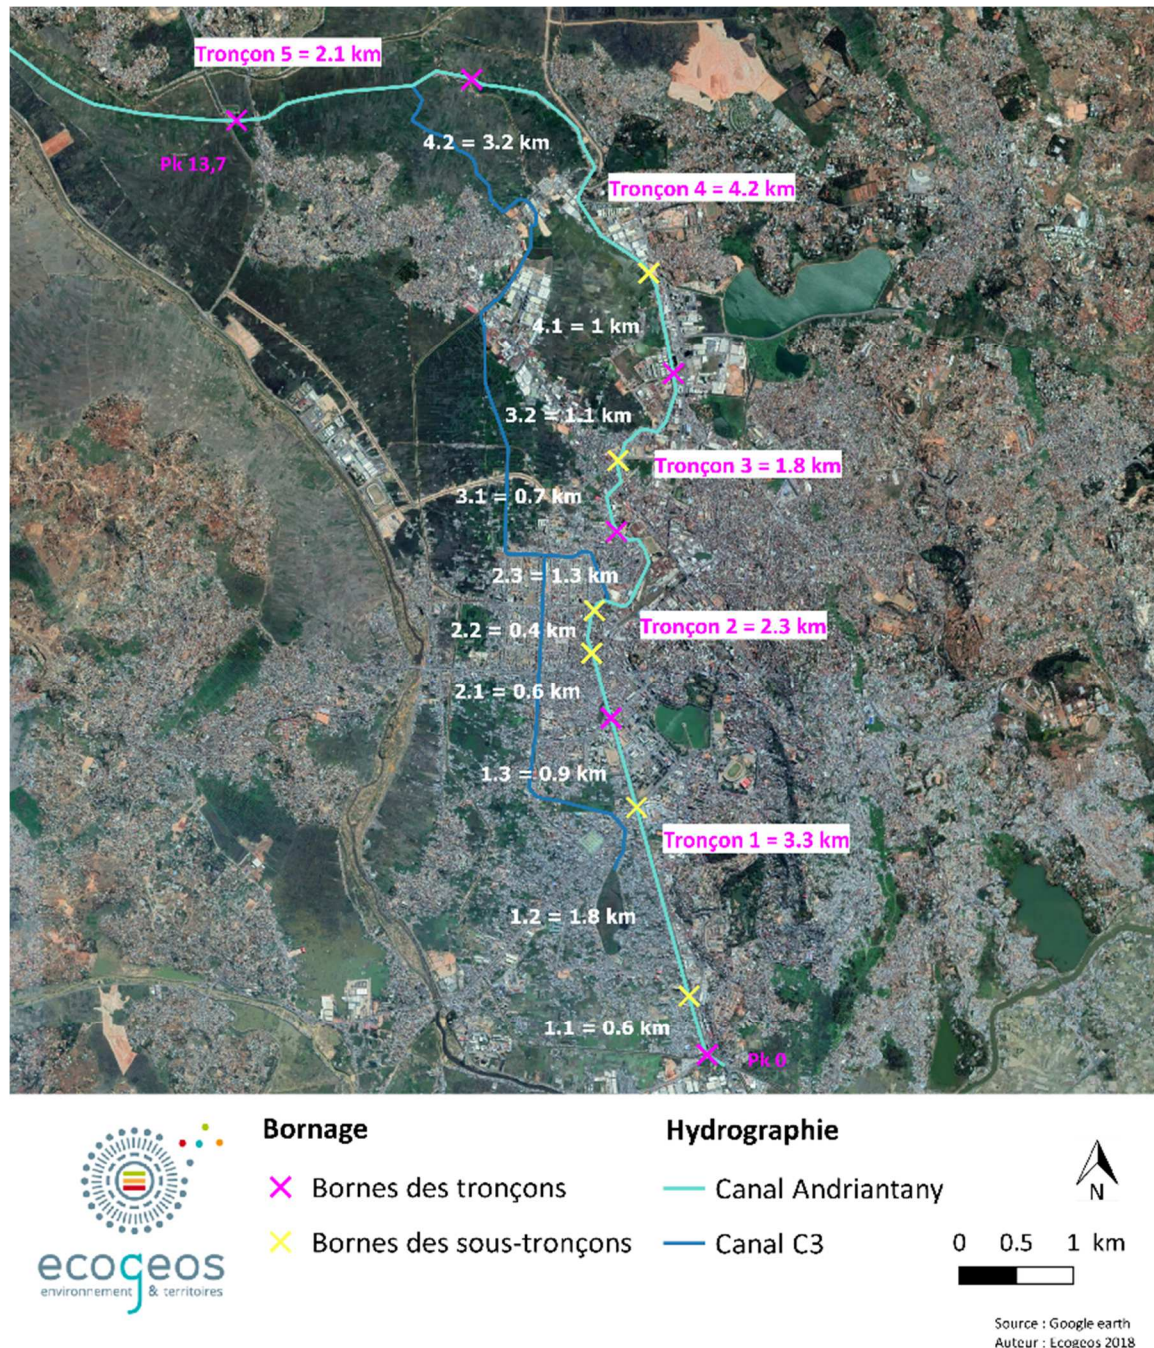 Tronçon 5 = 2.1 km
4.2 = 3.2 km
Pk 13,7
Tronçon 4 = 4.2 km
4.1 = 1 km
3.2 = 1.1 km
Tronçon 3 = 1.8 km
3.1 = 0.7 km
2.3 = 1.3 km
Tronçon 2 = 2.3 km
2.2 = 0.4 km
2.1 = 0.6 km
1.3 = 0.9 km
Tronçon 1 = 3.3 km
1.2 = 1.8 km
1.1 = 0.6 km
Pk 0
Bornage
Bornes des tronçons
Bornes des sous-tronçons
Hydrographie
Canal Andriantany
Canal C3
N
0 0.5 1 km
ecogeos
environnement & territoires
Source : Google earth
Auteur : Ecogeos 2018